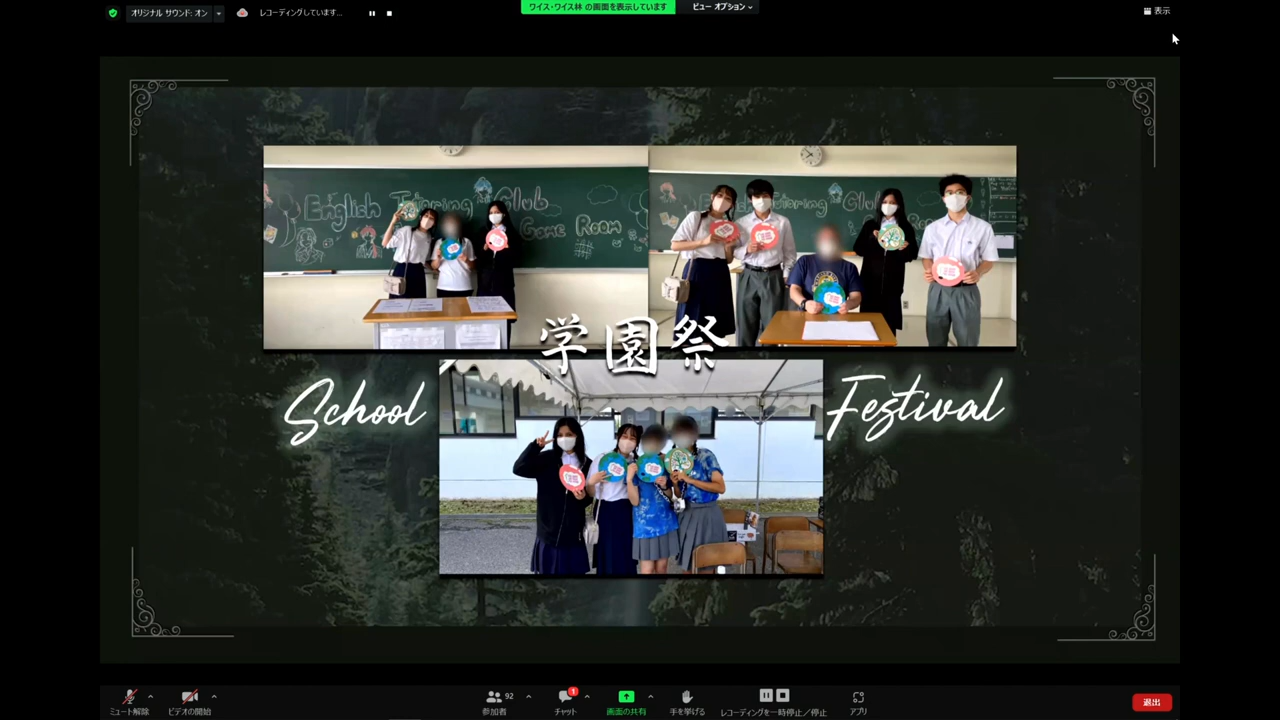 オリジナル サウンド: オン
レコーディングしています...
ワイス・ワイス林 の画面を表示しています
ビュー オプション
表示
English Tutoring Club
Game Room
学園祭
School
Festival
ミュート解除
ビデオの開始
92
参加者
1
チャット
画面の共有
手を挙げる
レコーディングを一時停止/停止
アプリ
退出